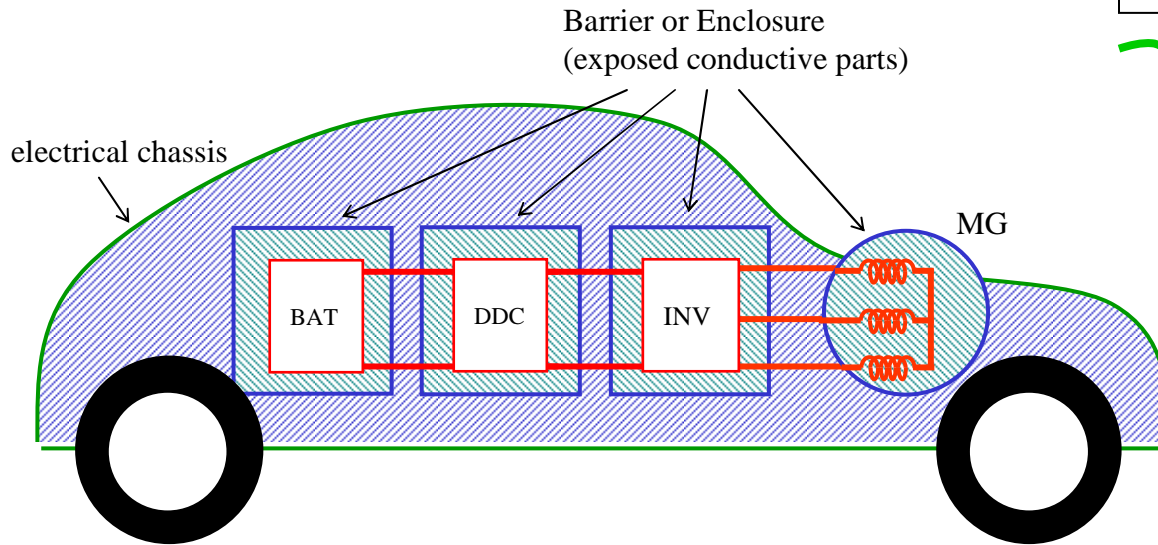 Barrier or Enclosure
(exposed conductive parts)
electrical chassis
MG
BAT
DDC
INV